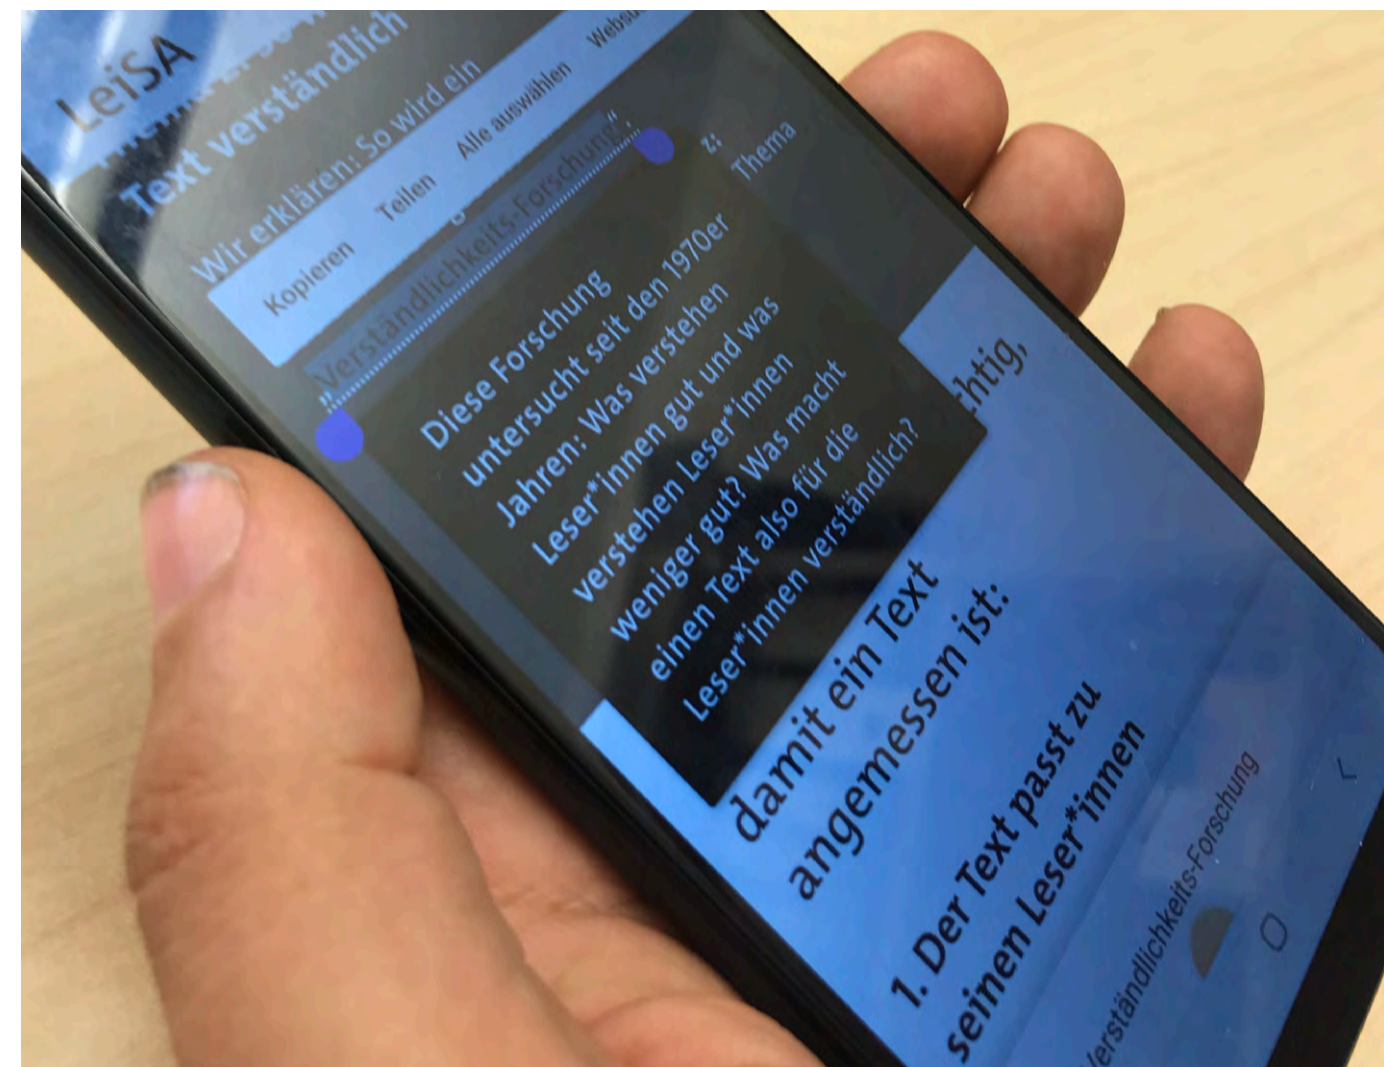 LeiSA
Text verständlich
Wir erklären: So wird ein
Kopieren Teilen Alle auswählen
„Verständlichkeits-Forschung“.
z:
Thema
Diese Forschung
untersucht seit den 1970er
Jahren: Was verstehen
Leser*innen gut und was
verstehen Leser*innen
weniger gut? Was macht
einen Text also für die
Leser*innen verständlich?
chtig,
damit ein Text
angemessen ist:
1. Der Text passt zu
seinen Leser*innen
Verständlichkeits-Forschung